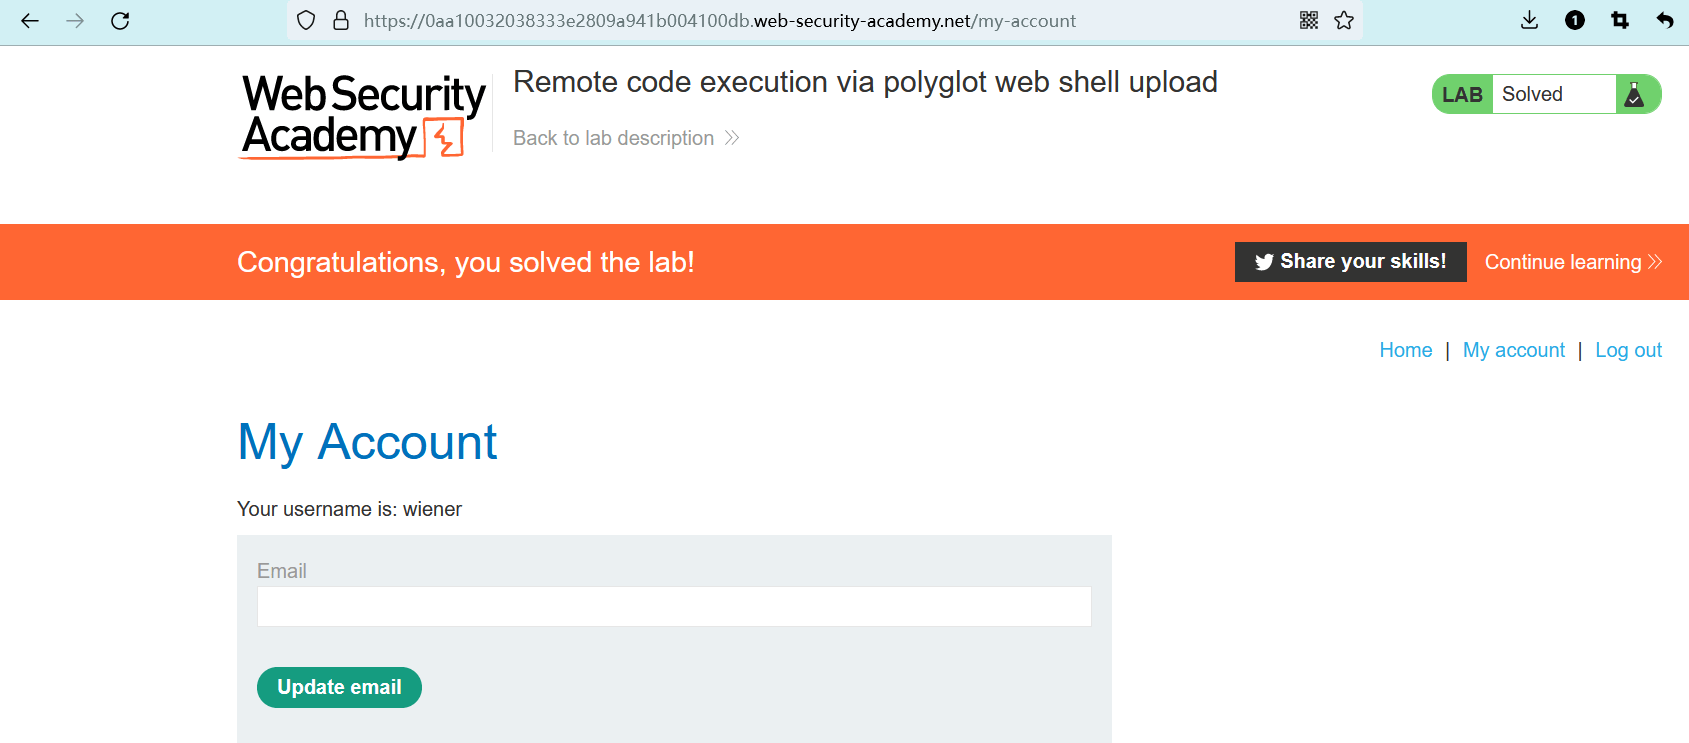 https://0aa10032038333e2809a941b004100db.web-security-academy.net/my-account
1
Web Security
Academy
Remote code execution via polyglot web shell upload
Back to lab description
LAB Solved
Congratulations, you solved the lab!
Share your skills!
Continue learning
Home | My account | Log out
My Account
Your username is: wiener
Email
Update email